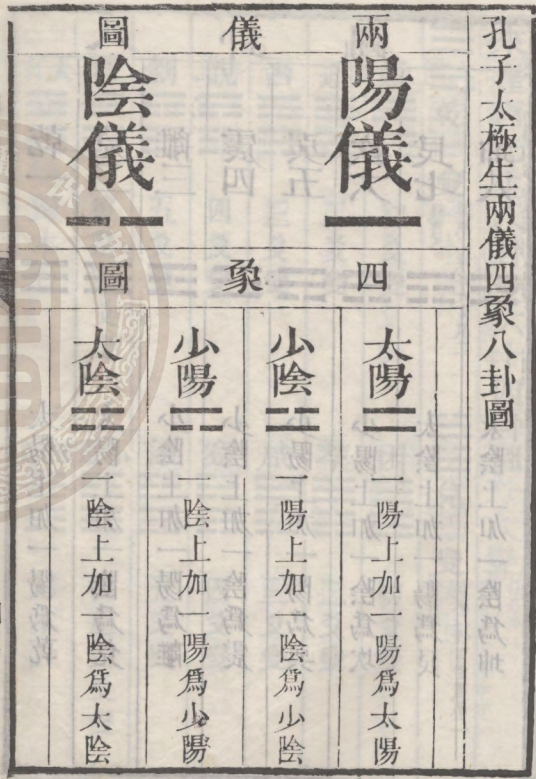 孔子太極生兩儀四象八卦圖
兩儀圖
陽儀
陰儀
四象圖
太陽
一陽上加一陽爲太陽
少陰
一陽上加一陰爲少陰
少陽
一陰上加一陽爲少陽
太陰
一陰上加一陰爲太陰